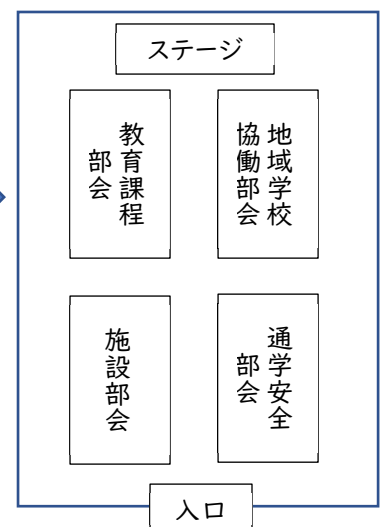 ステージ
教育課程
部会
地域学校
協働部会
施設部会
通学安全
部会
入口